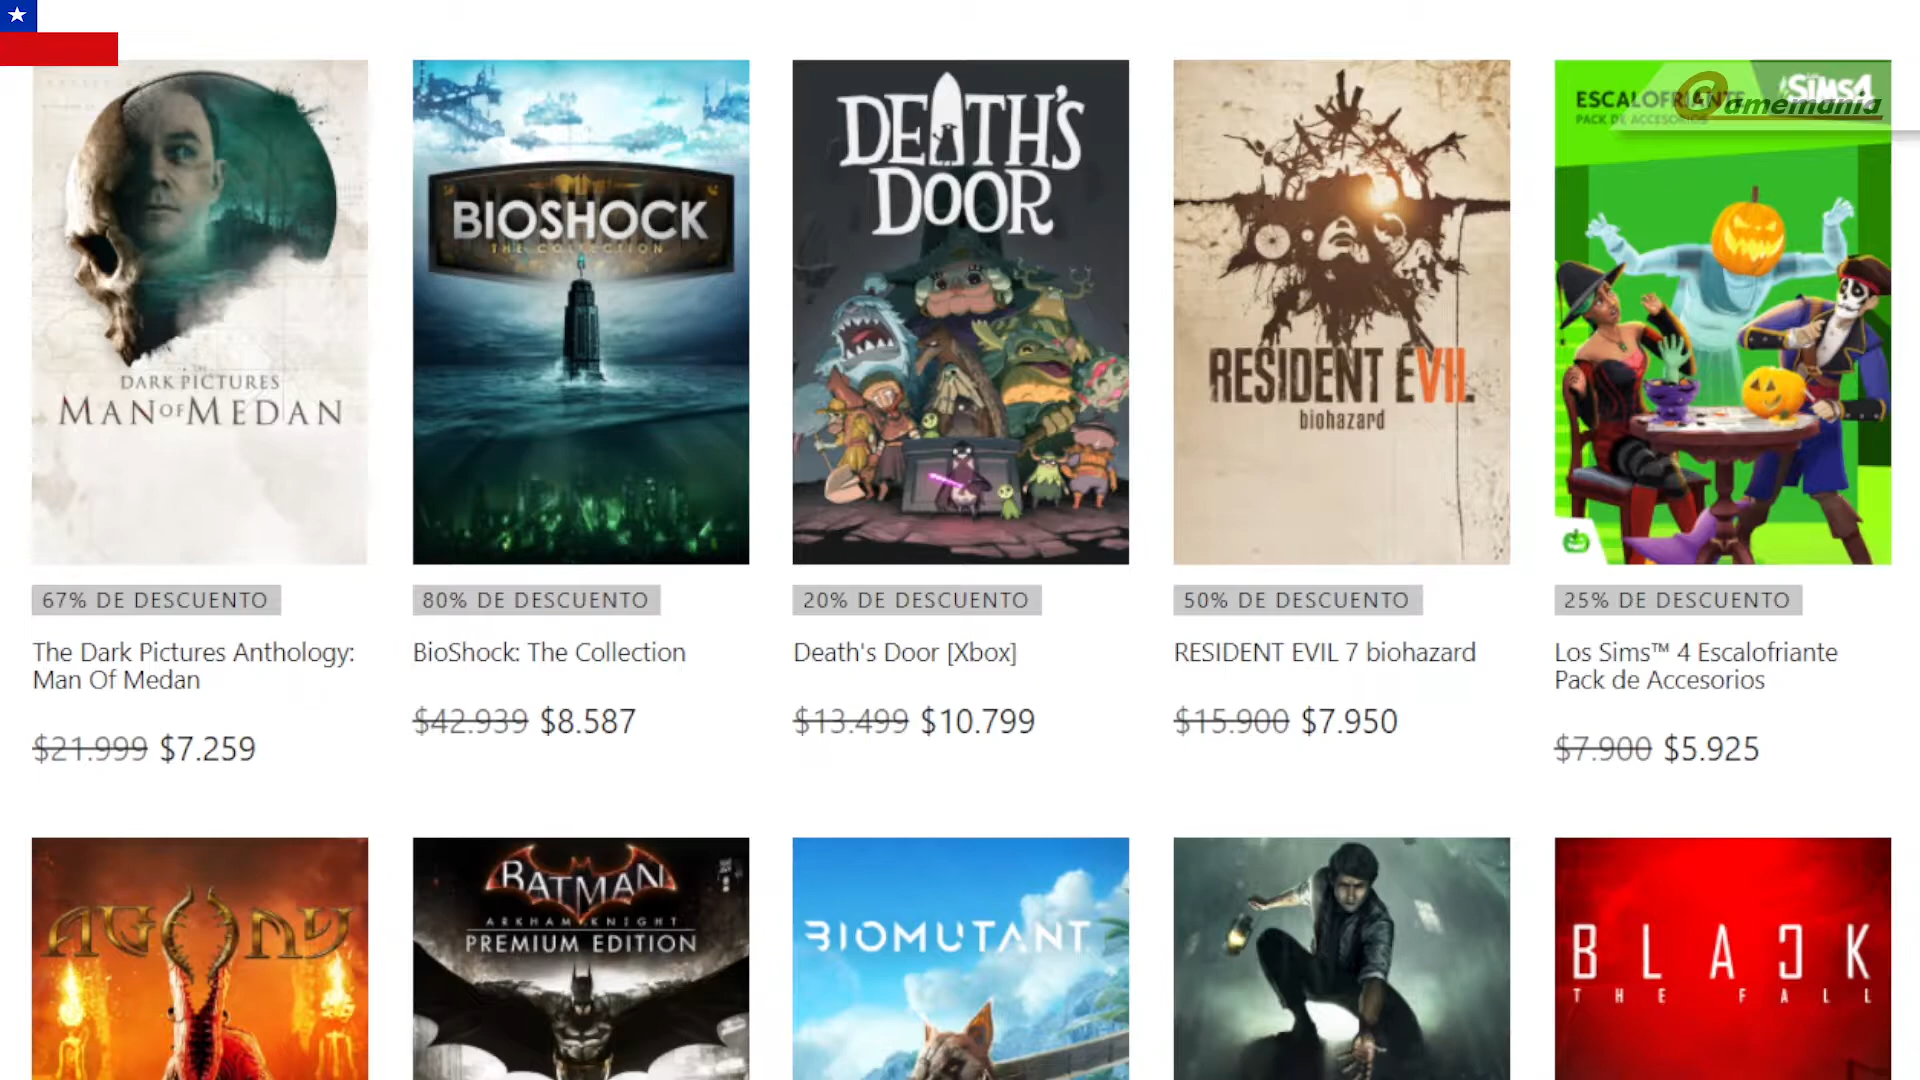 DARK PICTURES
MAN OF MEDAN
BIOSHOCK
THE COLLECTION
DEATH'S
DOOR
RESIDENT EVIL
biohazard
ESCALOFRIANTE
PACK DE ACCESORIOS
SiMS4
Gamemania
67% DE DESCUENTO
80% DE DESCUENTO
20% DE DESCUENTO
50% DE DESCUENTO
25% DE DESCUENTO
The Dark Pictures Anthology:
Man Of Medan
BioShock: The Collection
Death's Door [Xbox]
RESIDENT EVIL 7 biohazard
Los Sims™ 4 Escalofriante
Pack de Accesorios
$21.999 $7.259
$42.939 $8.587
$13.499 $10.799
$15.900 $7.950
$7.900 $5.925
AGONY
BATMAN
ARKHAM KNIGHT
PREMIUM EDITION
BIOMUTANT
BLACK
THE FALL